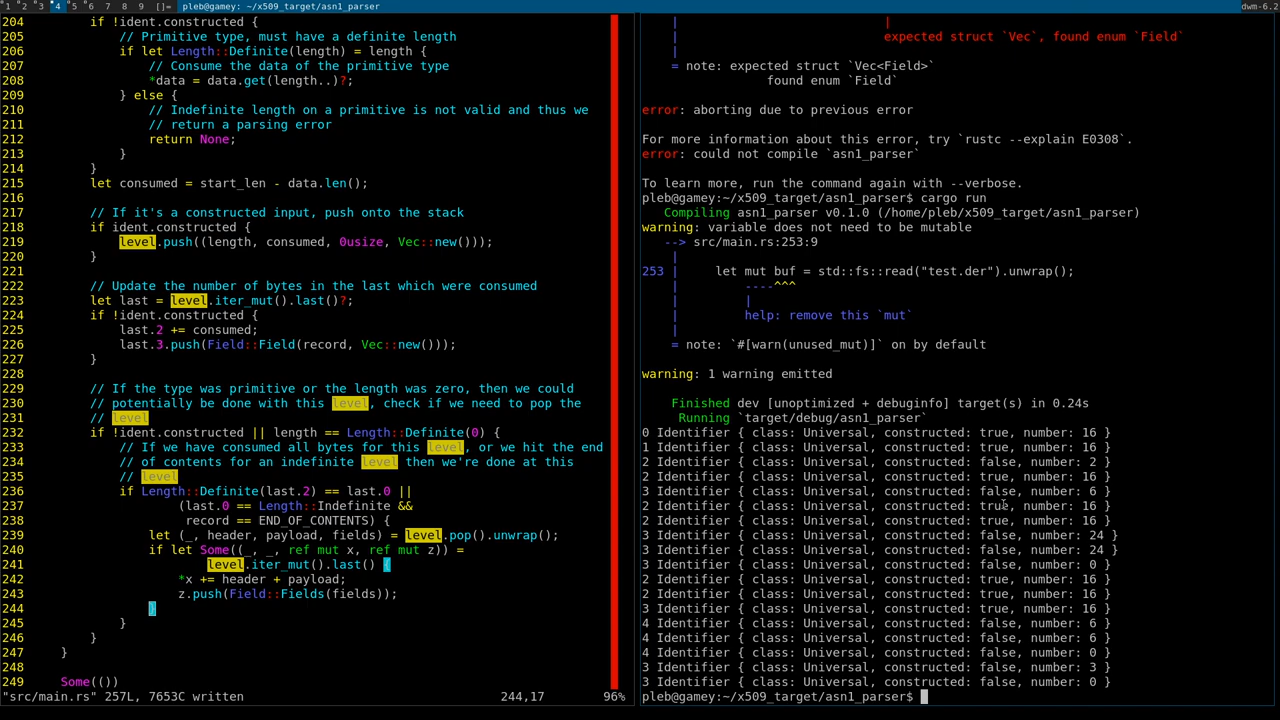 1 2 3 4 5 6 7 8 9 []= pleb@gamey: ~/x509_target/asn1_parser dwm-6.2
204         if !ident.constructed {
205             // Primitive type, must have a definite length
206             if let Length::Definite(length) = length {
207                 // Consume the data of the primitive type
208                 *data = data.get(length..)?;
209             } else {
210                 // Indefinite length on a primitive is not valid and thus we
211                 // return a parsing error
212                 return None;
213             }
214         }
215         let consumed = start_len - data.len();
216
217         // If it's a constructed input, push onto the stack
218         if ident.constructed {
219             level.push((length, consumed, 0usize, Vec::new()));
220         }
221
222         // Update the number of bytes in the last which were consumed
223         let last = level.iter_mut().last()?;
224         if !ident.constructed {
225             last.2 += consumed;
226             last.3.push(Field::Field(record, Vec::new()));
227         }
228
229         // If the type was primitive or the length was zero, then we could
230         // potentially be done with this level, check if we need to pop the
231         // level
232         if !ident.constructed || length == Length::Definite(0) {
233             // If we have consumed all bytes for this level, or we hit the end
234             // of contents for an indefinite level then we're done at this
235             // level
236             if Length::Definite(last.2) == last.0 ||
237                     (last.0 == Length::Indefinite &&
238                      record == END_OF_CONTENTS) {
239                 let (_, header, payload, fields) = level.pop().unwrap();
240                 if let Some((_, _, ref mut x, ref mut z)) =
241                         level.iter_mut().last() {
242                     *x += header + payload;
243                     z.push(Field::Fields(fields));
244                 }
245             }
246         }
247     }
248
249     Some(())
"src/main.rs" 257L, 7653C written 244,17 96%
    |                            |
    |                            expected struct `Vec`, found enum `Field`
    |
    = note: expected struct `Vec<Field>`
                 found enum `Field`

error: aborting due to previous error

For more information about this error, try `rustc --explain E0308`.
error: could not compile `asn1_parser`

To learn more, run the command again with --verbose.
pleb@gamey:~/x509_target/asn1_parser$ cargo run
   Compiling asn1_parser v0.1.0 (/home/pleb/x509_target/asn1_parser)
warning: variable does not need to be mutable
   --> src/main.rs:253:9
    |
253 |     let mut buf = std::fs::read("test.der").unwrap();
    |         ----^^^
    |         |
    |         help: remove this `mut`
    |
    = note: `#[warn(unused_mut)]` on by default

warning: 1 warning emitted

    Finished dev [unoptimized + debuginfo] target(s) in 0.24s
     Running `target/debug/asn1_parser`
0 Identifier { class: Universal, constructed: true, number: 16 }
1 Identifier { class: Universal, constructed: true, number: 16 }
2 Identifier { class: Universal, constructed: false, number: 2 }
2 Identifier { class: Universal, constructed: true, number: 16 }
3 Identifier { class: Universal, constructed: false, number: 6 }
2 Identifier { class: Universal, constructed: true, number: 16 }
2 Identifier { class: Universal, constructed: true, number: 16 }
3 Identifier { class: Universal, constructed: false, number: 24 }
3 Identifier { class: Universal, constructed: false, number: 24 }
3 Identifier { class: Universal, constructed: false, number: 0 }
2 Identifier { class: Universal, constructed: true, number: 16 }
2 Identifier { class: Universal, constructed: true, number: 16 }
3 Identifier { class: Universal, constructed: true, number: 16 }
4 Identifier { class: Universal, constructed: false, number: 6 }
4 Identifier { class: Universal, constructed: false, number: 6 }
4 Identifier { class: Universal, constructed: false, number: 0 }
3 Identifier { class: Universal, constructed: false, number: 3 }
3 Identifier { class: Universal, constructed: false, number: 0 }
pleb@gamey:~/x509_target/asn1_parser$